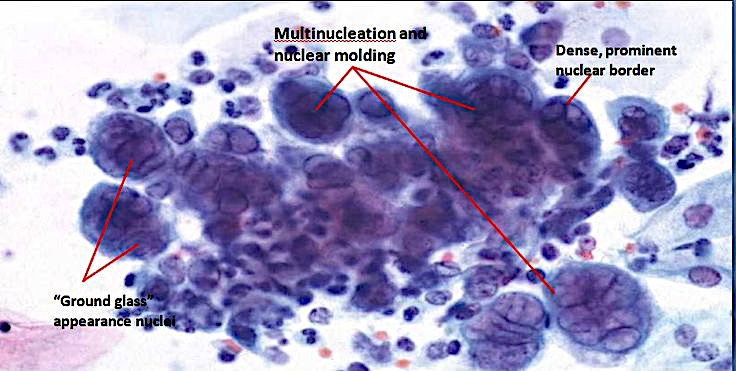 Multinucleation and
nuclear molding
Dense, prominent
nuclear border
“Ground glass”
appearance nuclei